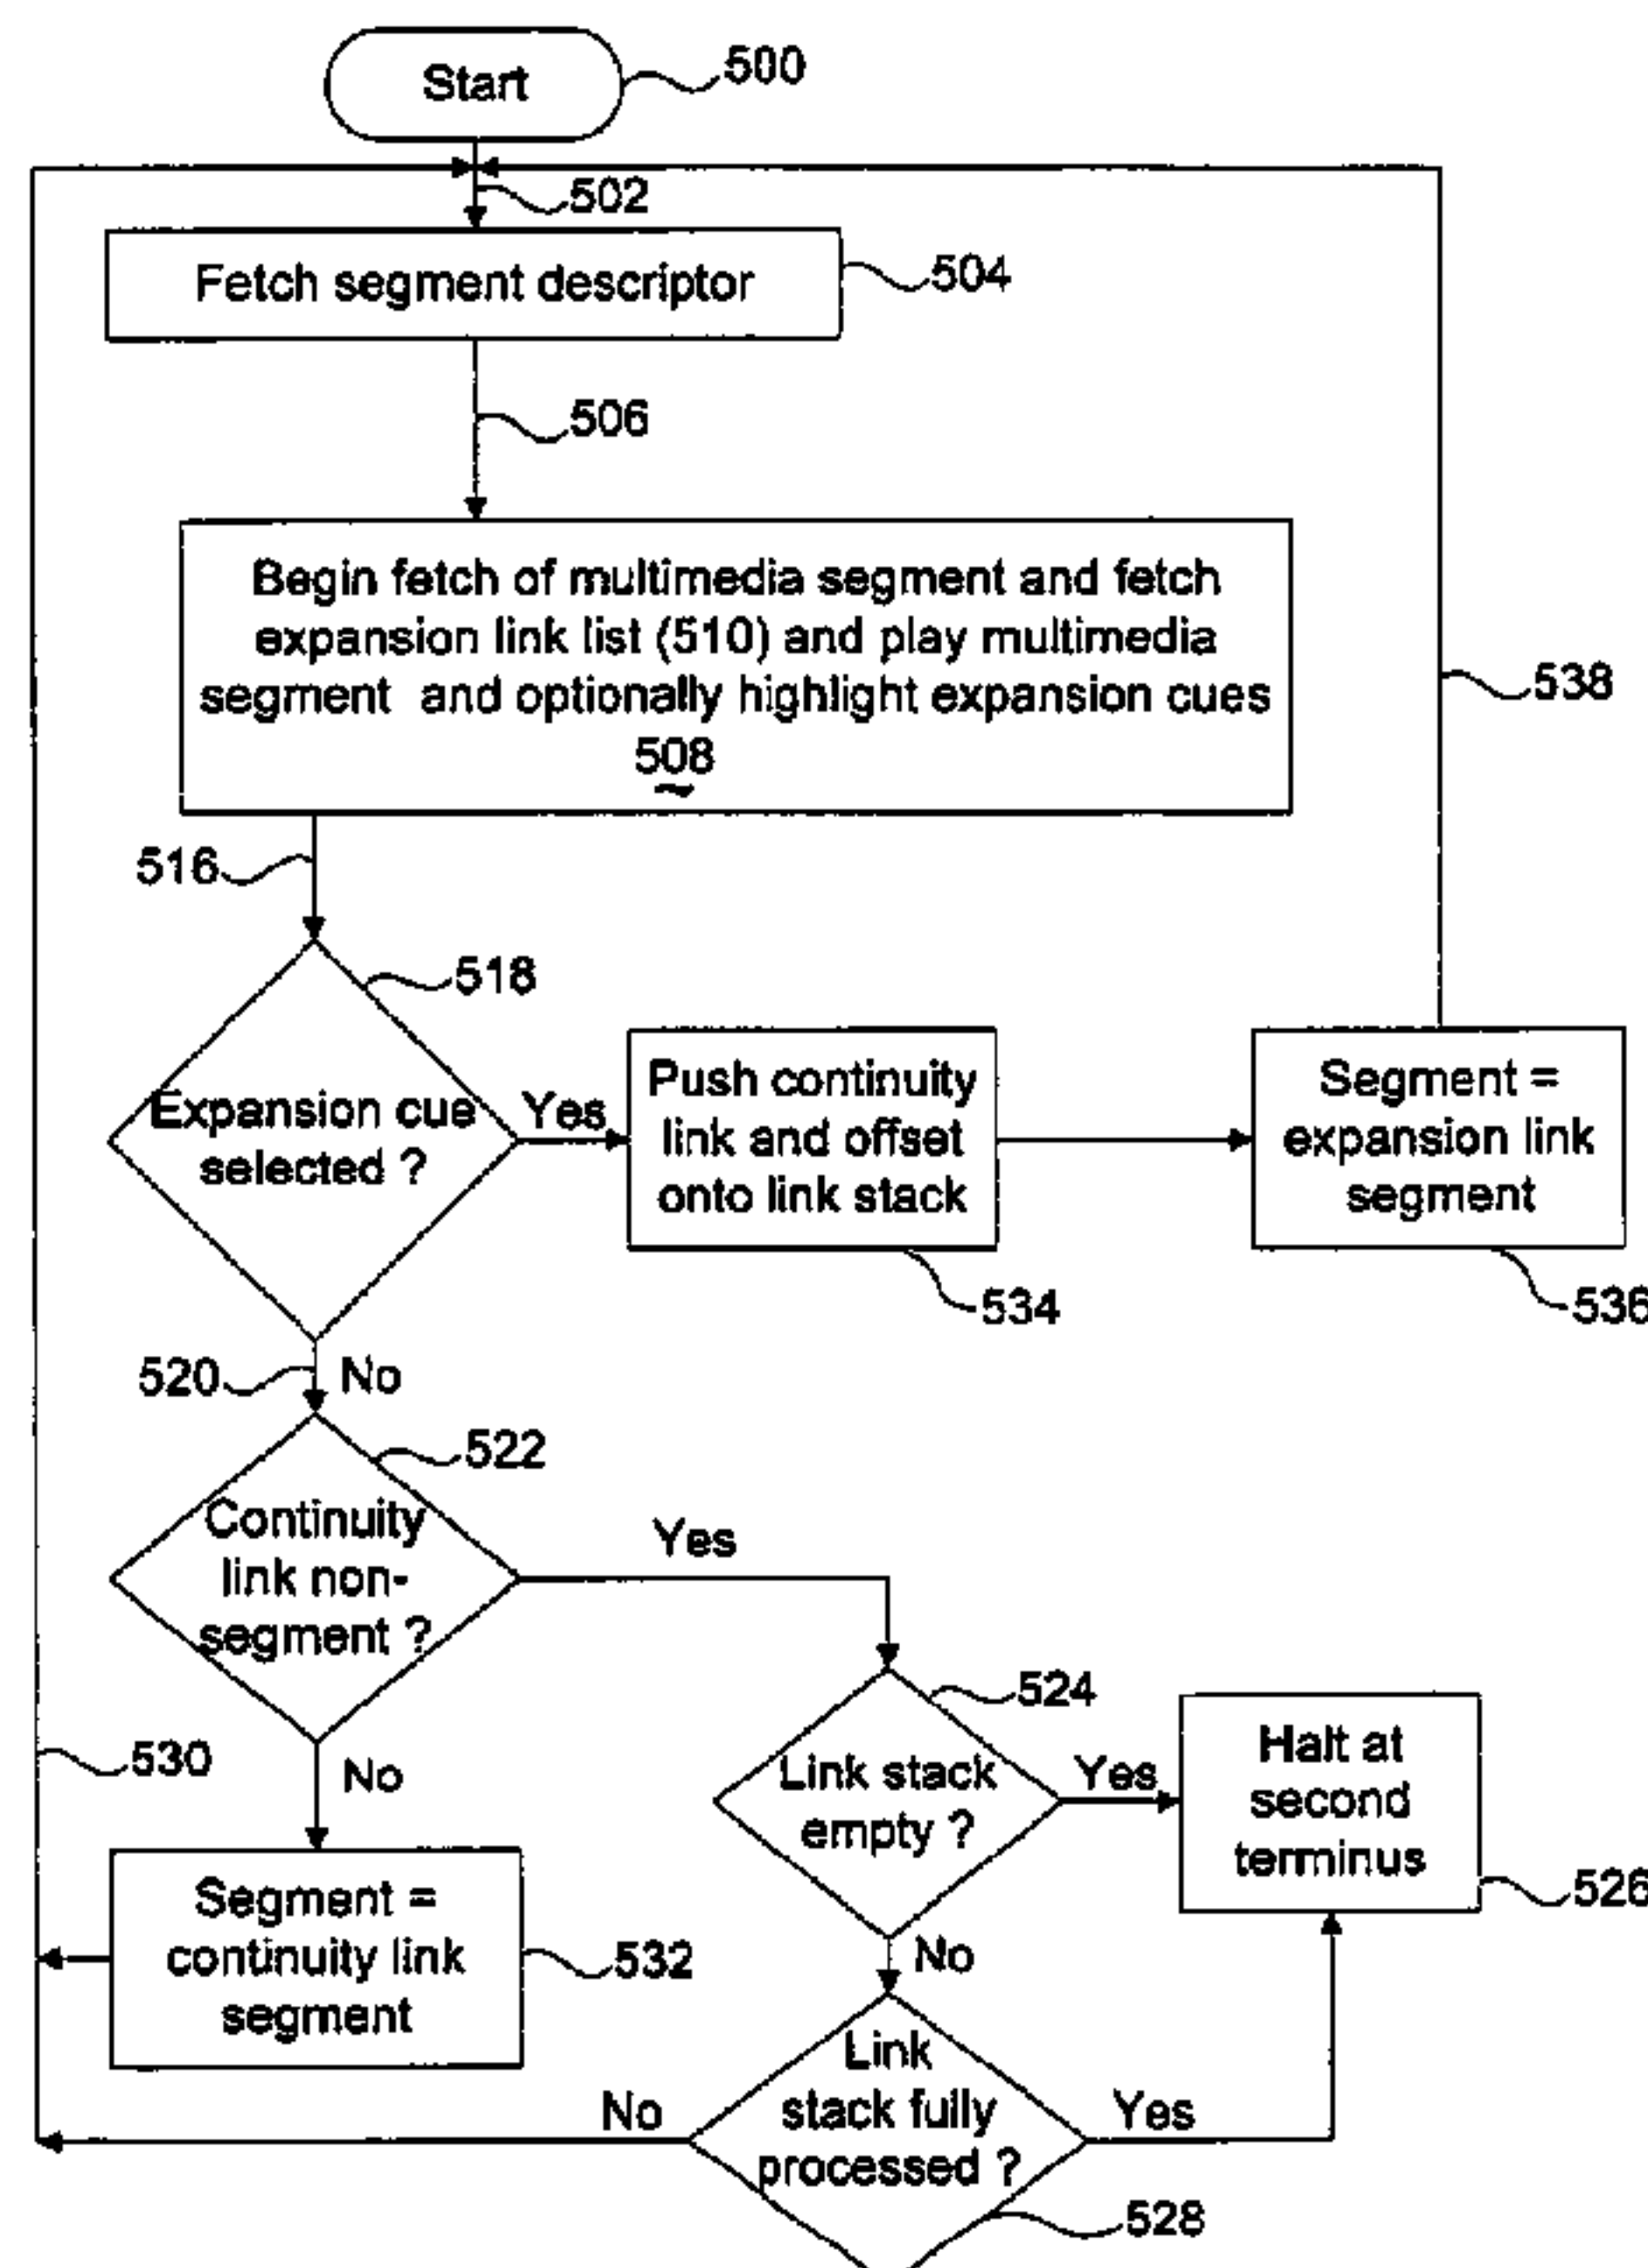 Start
500
502
Fetch segment descriptor
504
506
Begin fetch of multimedia segment and fetch
expansion link list (510) and play multimedia
segment and optionally highlight expansion cues
508
538
516
518
Expansion cue
selected ?
Yes
Push continuity
link and offset
onto link stack
534
Segment =
expansion link
segment
536
520
No
522
Continuity
link non-
segment ?
Yes
524
Link stack
empty ?
Yes
Halt at
second
terminus
526
530
No
Segment =
continuity link
segment
532
No
Link
stack fully
processed ?
No
Yes
528